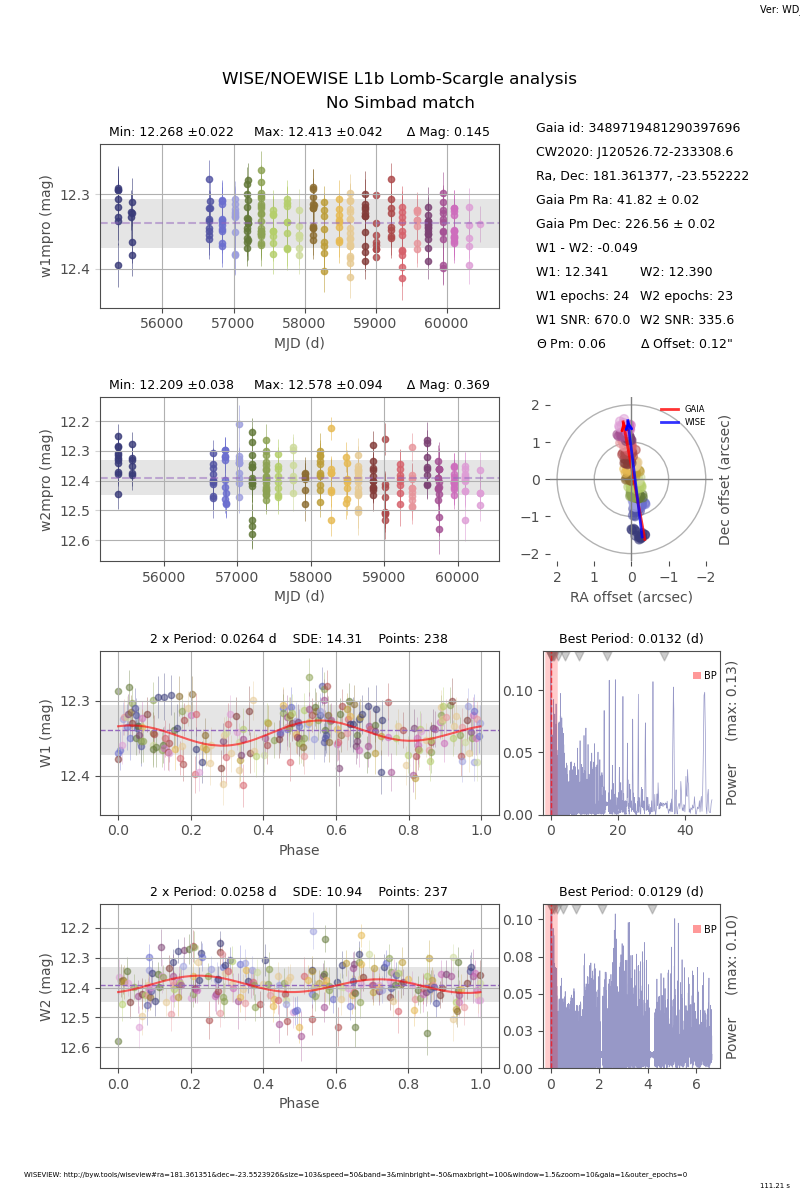 Ver: WD
WISE/NOEWISE L1b Lomb-Scargle analysis
No Simbad match
Min: 12.268 ±0.022 Max: 12.413 ±0.042 Δ Mag: 0.145
12.3
12.4
w1mpro (mag)
56000 57000 58000 59000 60000
MJD (d)
Gaia id: 3489719481290397696
CW2020: J120526.72-233308.6
Ra, Dec: 181.361377, -23.552222
Gaia Pm Ra: 41.82 ± 0.02
Gaia Pm Dec: 226.56 ± 0.02
W1 - W2: -0.049
W1: 12.341 W2: 12.390
W1 epochs: 24 W2 epochs: 23
W1 SNR: 670.0 W2 SNR: 335.6
Θ Pm: 0.06 Δ Offset: 0.12"
Min: 12.209 ±0.038 Max: 12.578 ±0.094 Δ Mag: 0.369
12.2
12.3
12.4
12.5
12.6
w2mpro (mag)
56000 57000 58000 59000 60000
MJD (d)
GAIA
WISE
2
1
0
−1
−2
Dec offset (arcsec)
2 1 0 −1 −2
RA offset (arcsec)
2 x Period: 0.0264 d SDE: 14.31 Points: 238
12.3
12.4
W1 (mag)
0.0 0.2 0.4 0.6 0.8 1.0
Phase
Best Period: 0.0132 (d)
BP
0.10
0.05
0.00
0 20 40
Power (max: 0.13)
2 x Period: 0.0258 d SDE: 10.94 Points: 237
12.2
12.3
12.4
12.5
12.6
W2 (mag)
0.0 0.2 0.4 0.6 0.8 1.0
Phase
Best Period: 0.0129 (d)
BP
0.10
0.08
0.05
0.03
0.00
0 2 4 6
Power (max: 0.10)
WISEVIEW: http://byw.tools/wiseview#ra=181.361351&dec=-23.5523926&size=103&speed=50&band=3&minbright=-50&maxbright=100&window=1.5&zoom=10&gaia=1&outer_epochs=0
111.21 s